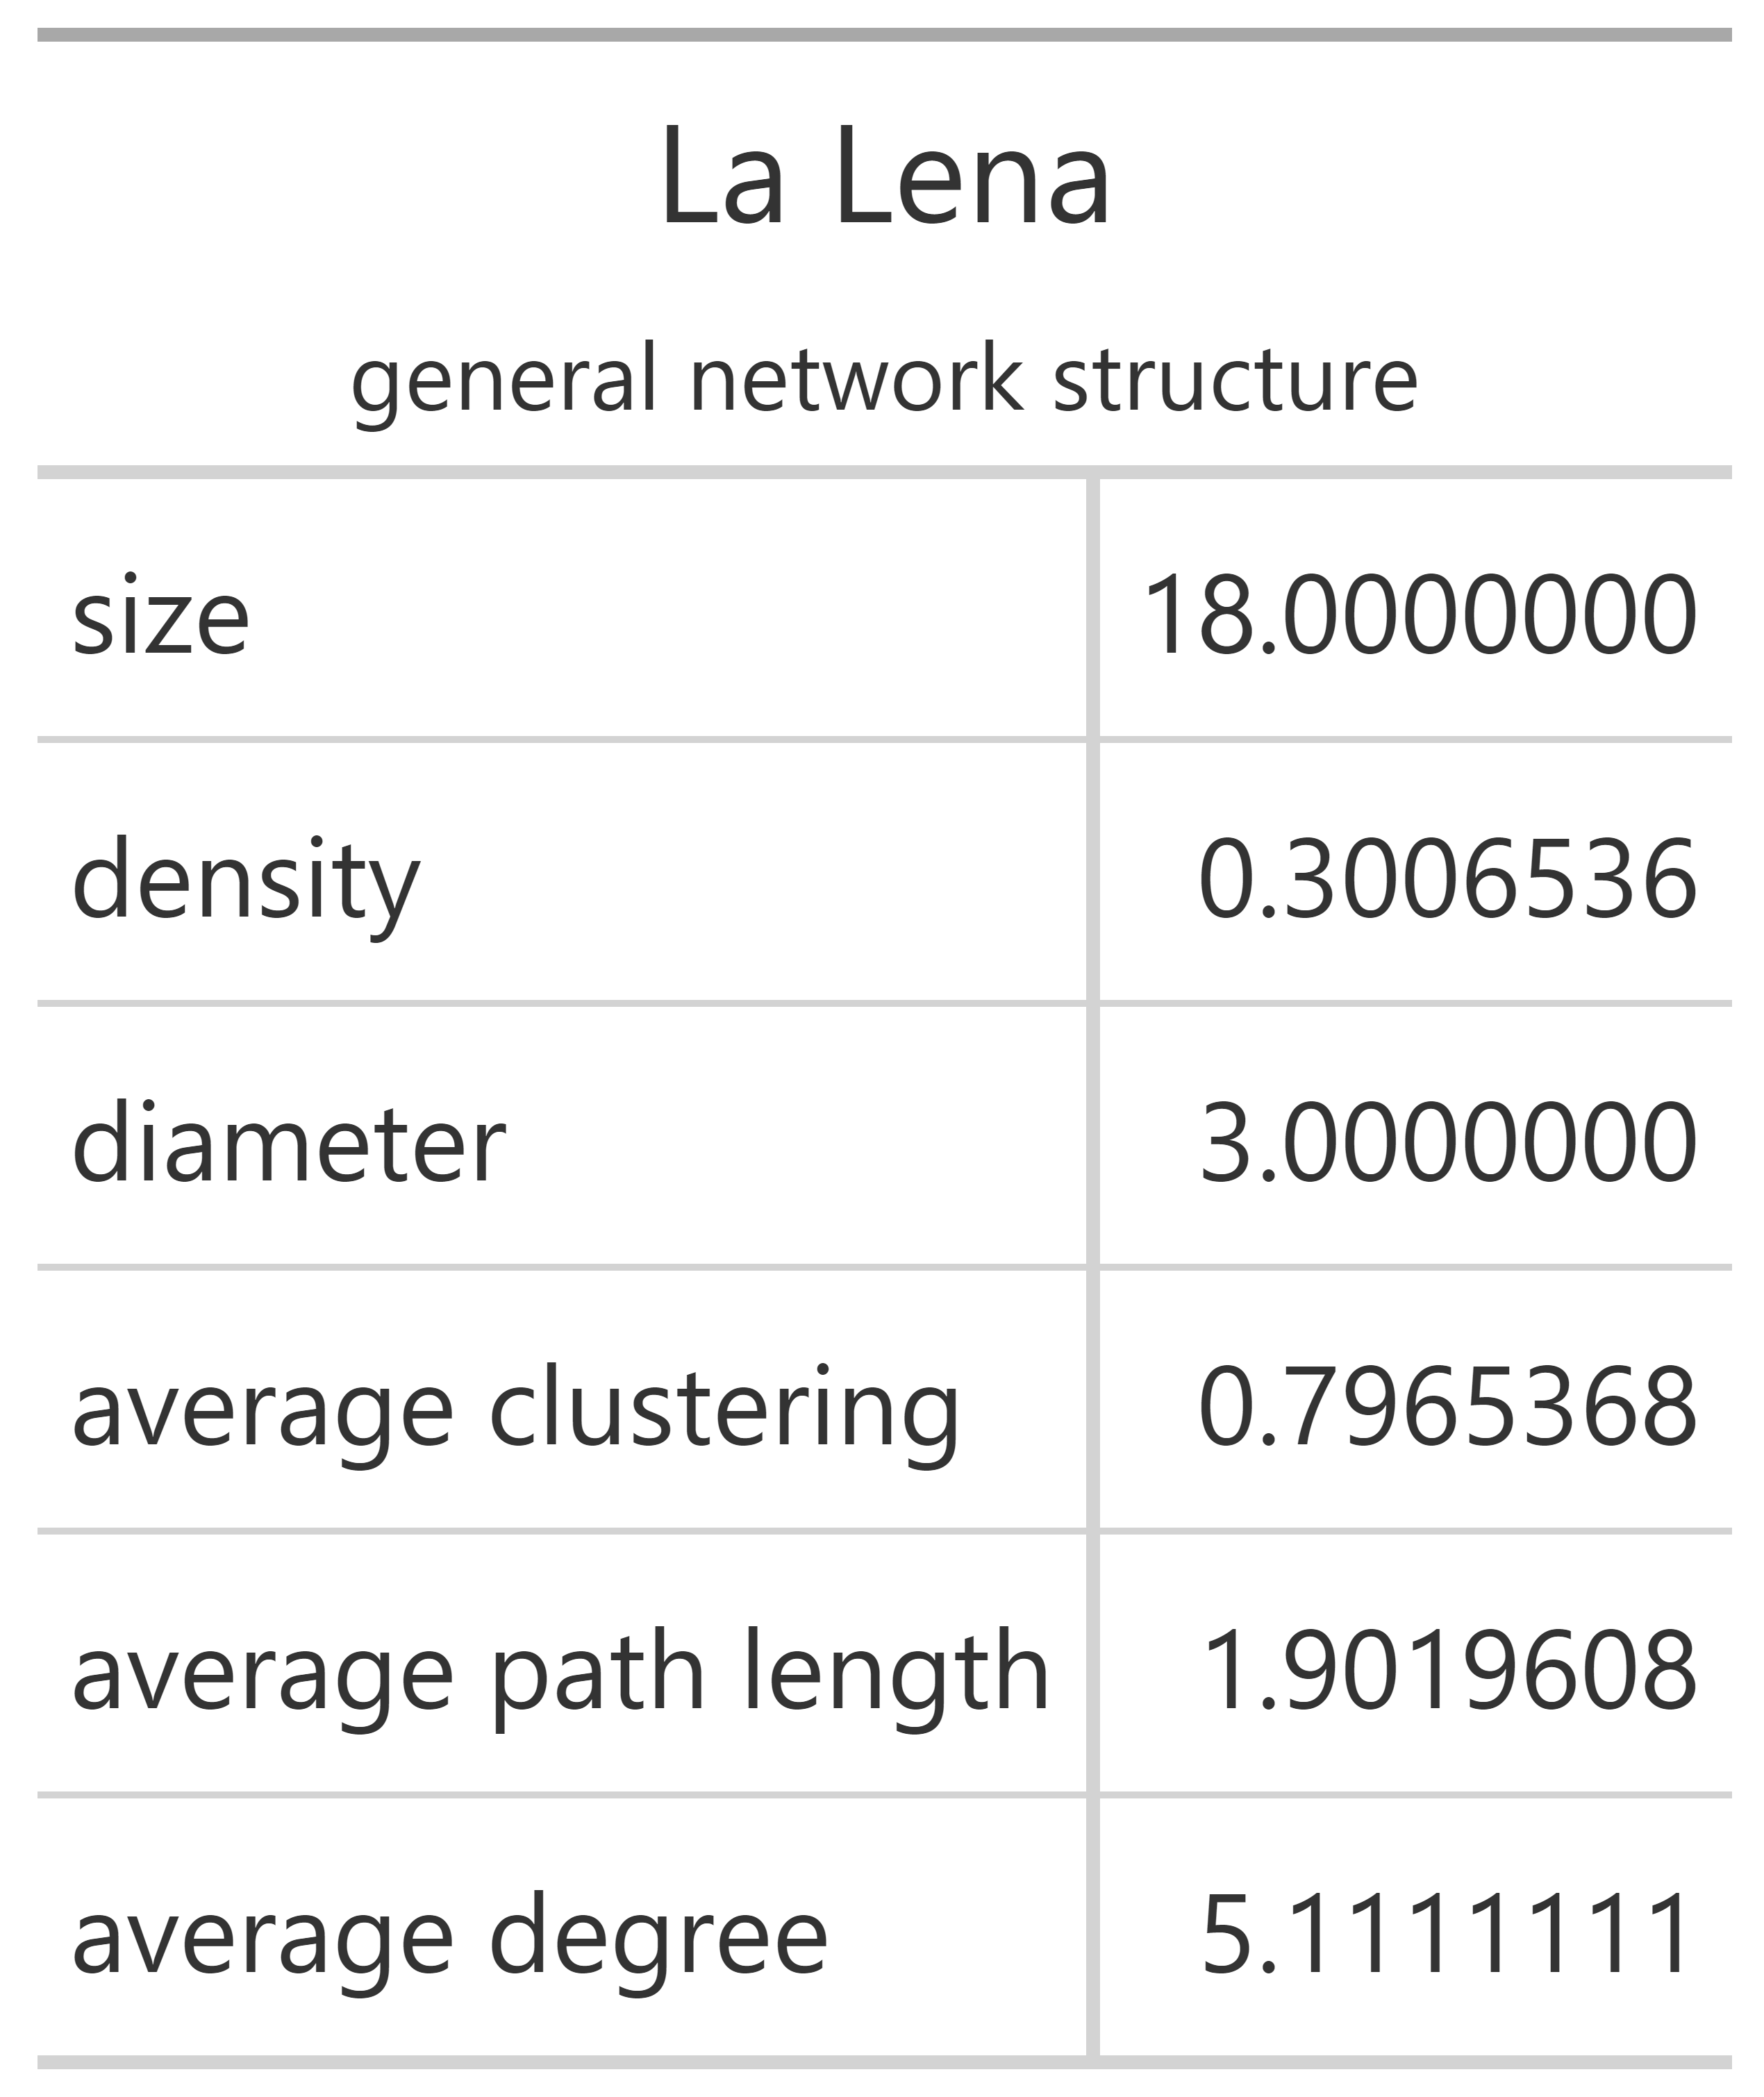 La Lena
general network structure
size 18.0000000
density 0.3006536
diameter 3.0000000
average clustering 0.7965368
average path length 1.9019608
average degree 5.1111111